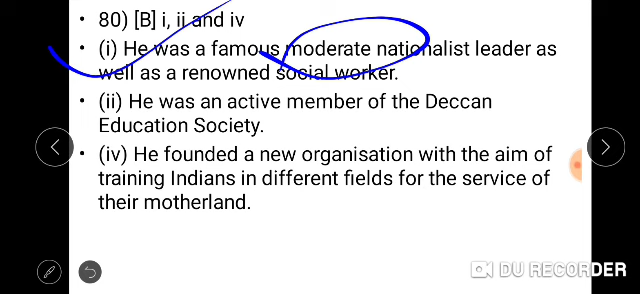 • 80) [B] i, ii and iv
• (i) He was a famous moderate nationalist leader as
well as a renowned social worker.
• (ii) He was an active member of the Deccan
Education Society.
• (iv) He founded a new organisation with the aim of
training Indians in different fields for the service of
their motherland.
DU RECORDER